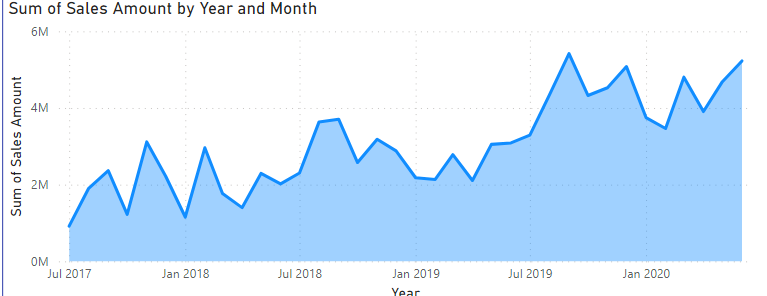 Sum of Sales Amount by Year and Month
Sum of Sales Amount
6M
4M
2M
0M
Jul 2017 Jan 2018 Jul 2018 Jan 2019 Jul 2019 Jan 2020
Year